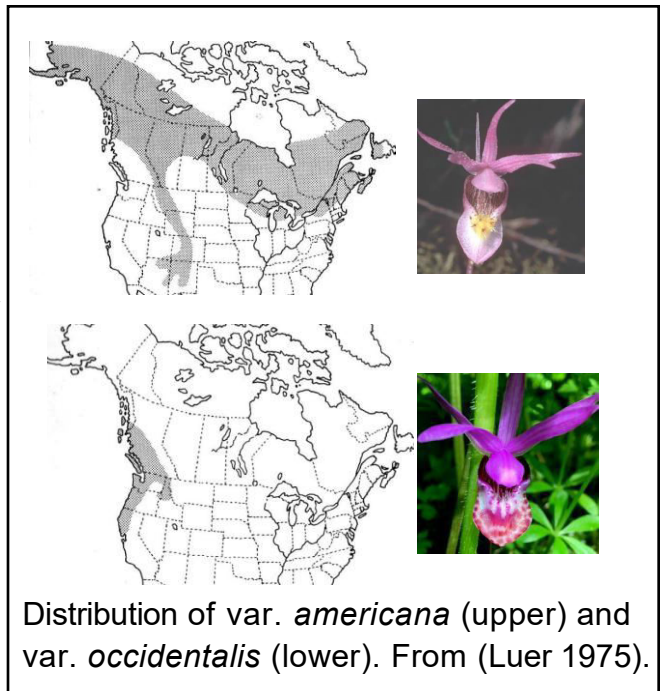 Distribution of var. americana (upper) and
var. occidentalis (lower). From (Luer 1975).